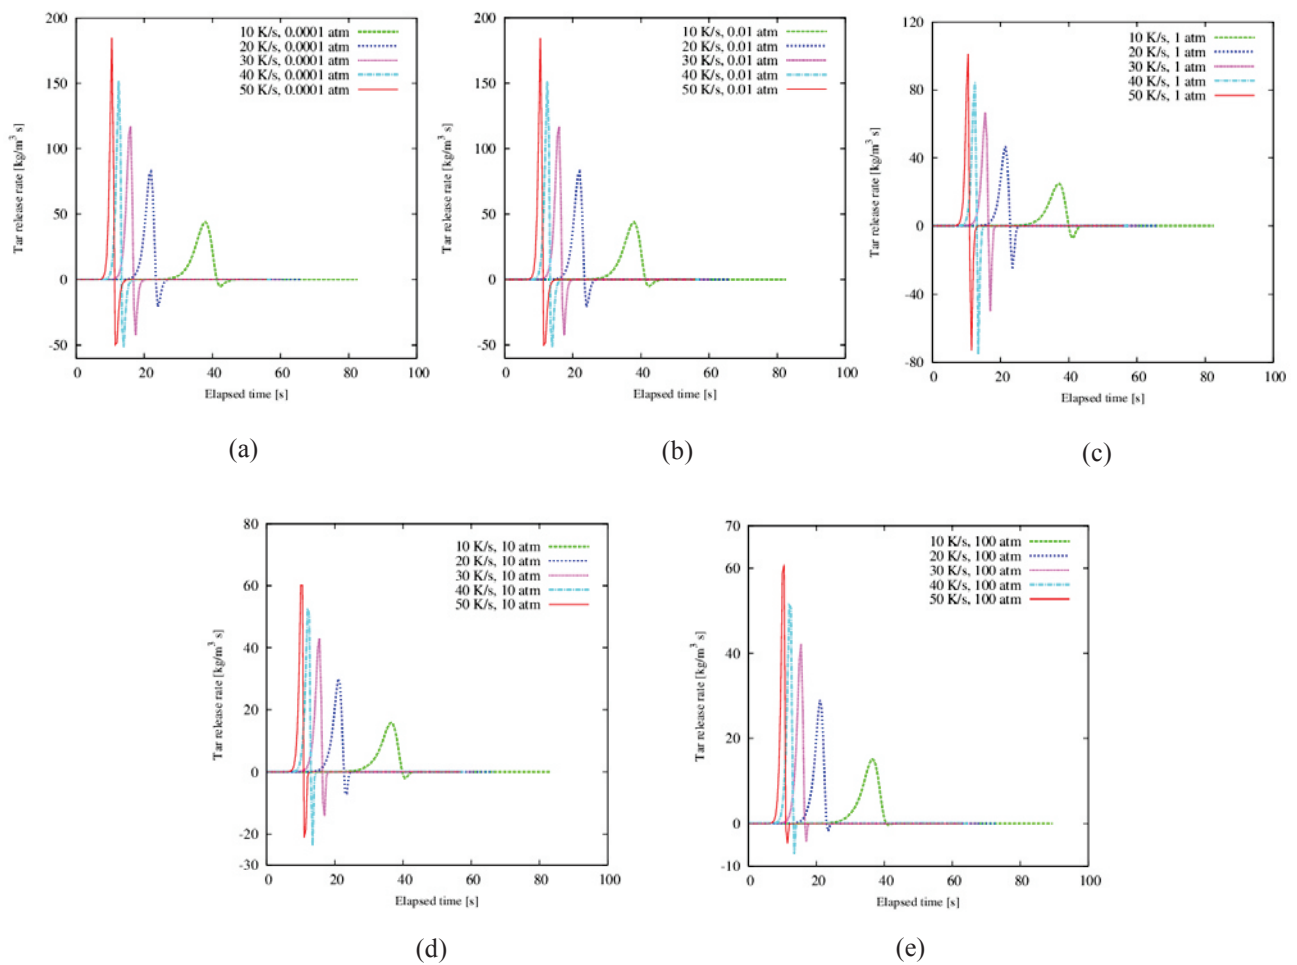 200
150
100
50
0
-50
0 20 40 60 80 100
Tar release rate [kg/m³ s]
Elapsed time [s]
10 K/s, 0.0001 atm
20 K/s, 0.0001 atm
30 K/s, 0.0001 atm
40 K/s, 0.0001 atm
50 K/s, 0.0001 atm
(a)
200
150
100
50
0
-50
0 20 40 60 80 100
Tar release rate [kg/m³ s]
Elapsed time [s]
10 K/s, 0.01 atm
20 K/s, 0.01 atm
30 K/s, 0.01 atm
40 K/s, 0.01 atm
50 K/s, 0.01 atm
(b)
120
80
40
0
-40
-80
0 20 40 60 80 100
Tar release rate [kg/m³ s]
Elapsed time [s]
10 K/s, 1 atm
20 K/s, 1 atm
30 K/s, 1 atm
40 K/s, 1 atm
50 K/s, 1 atm
(c)
80
60
40
20
0
-20
-30
0 20 40 60 80 100
Tar release rate [kg/m³ s]
Elapsed time [s]
10 K/s, 10 atm
20 K/s, 10 atm
30 K/s, 10 atm
40 K/s, 10 atm
50 K/s, 10 atm
(d)
70
60
40
20
0
-10
0 20 40 60 80 100
Tar release rate [kg/m³ s]
Elapsed time [s]
10 K/s, 100 atm
20 K/s, 100 atm
30 K/s, 100 atm
40 K/s, 100 atm
50 K/s, 100 atm
(e)